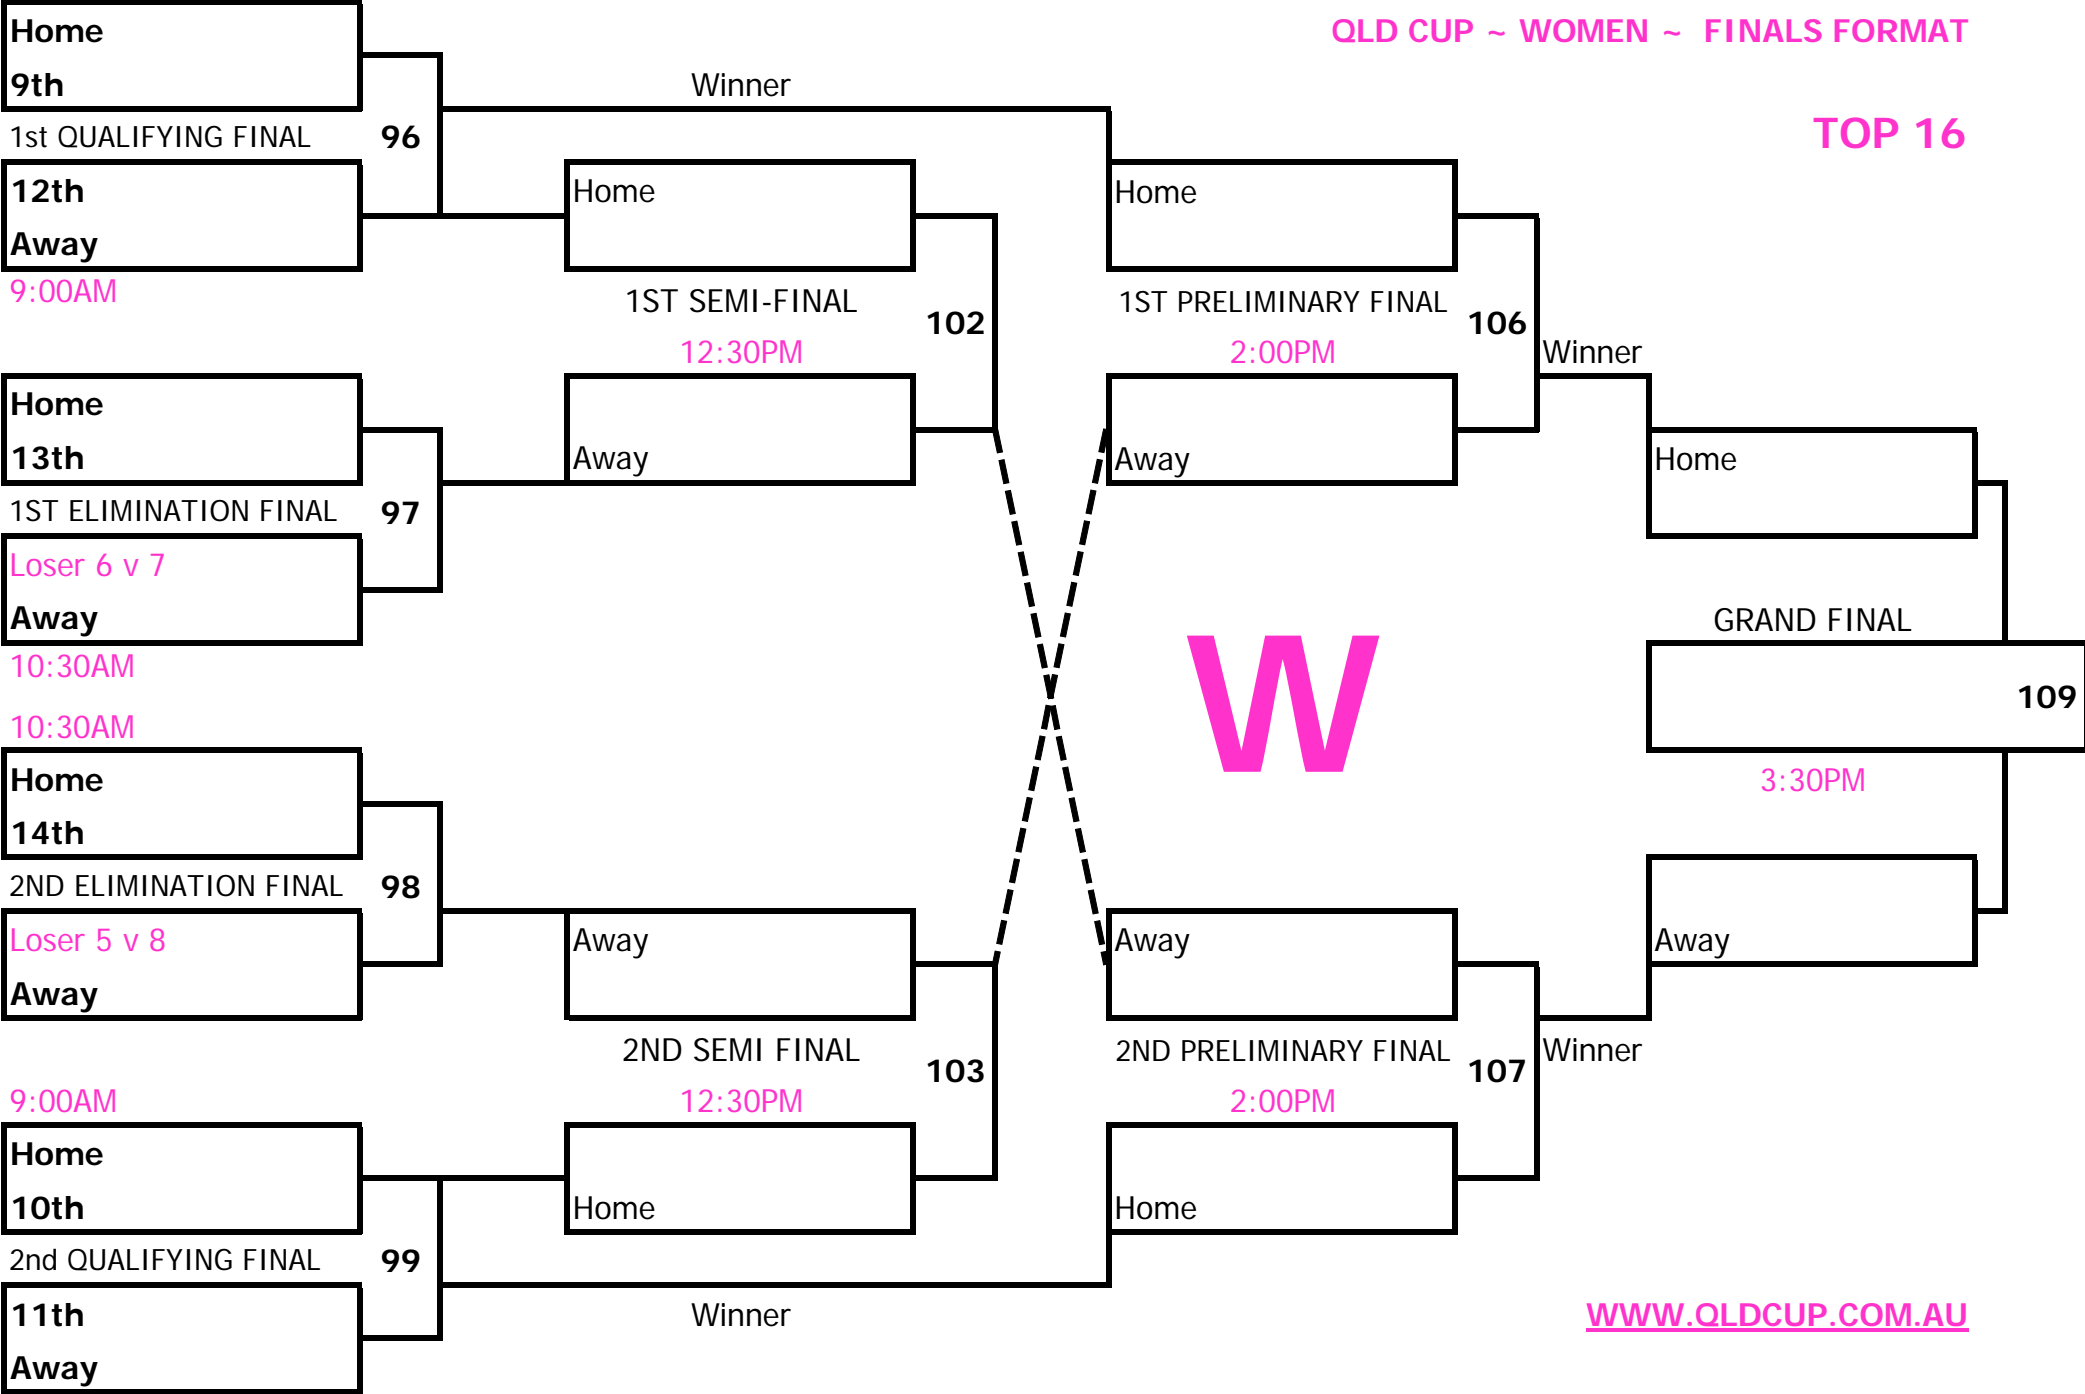 QLD CUP ~ WOMEN ~ FINALS FORMAT
TOP 16
Home
9th
1st QUALIFYING FINAL
96
12th
Away
9:00AM
Winner
Home
13th
1ST ELIMINATION FINAL
97
Loser 6 v 7
Away
10:30AM
10:30AM
Home
14th
2ND ELIMINATION FINAL
98
Loser 5 v 8
Away
9:00AM
Home
10th
2nd QUALIFYING FINAL
99
11th
Away
Winner
Home
1ST SEMI-FINAL
102
12:30PM
Away
Away
2ND SEMI FINAL
103
12:30PM
Home
Home
1ST PRELIMINARY FINAL
106
2:00PM
Winner
Away
W
Away
2ND PRELIMINARY FINAL
107
Winner
2:00PM
Home
Home
GRAND FINAL
109
3:30PM
Away
WWW.QLDCUP.COM.AU